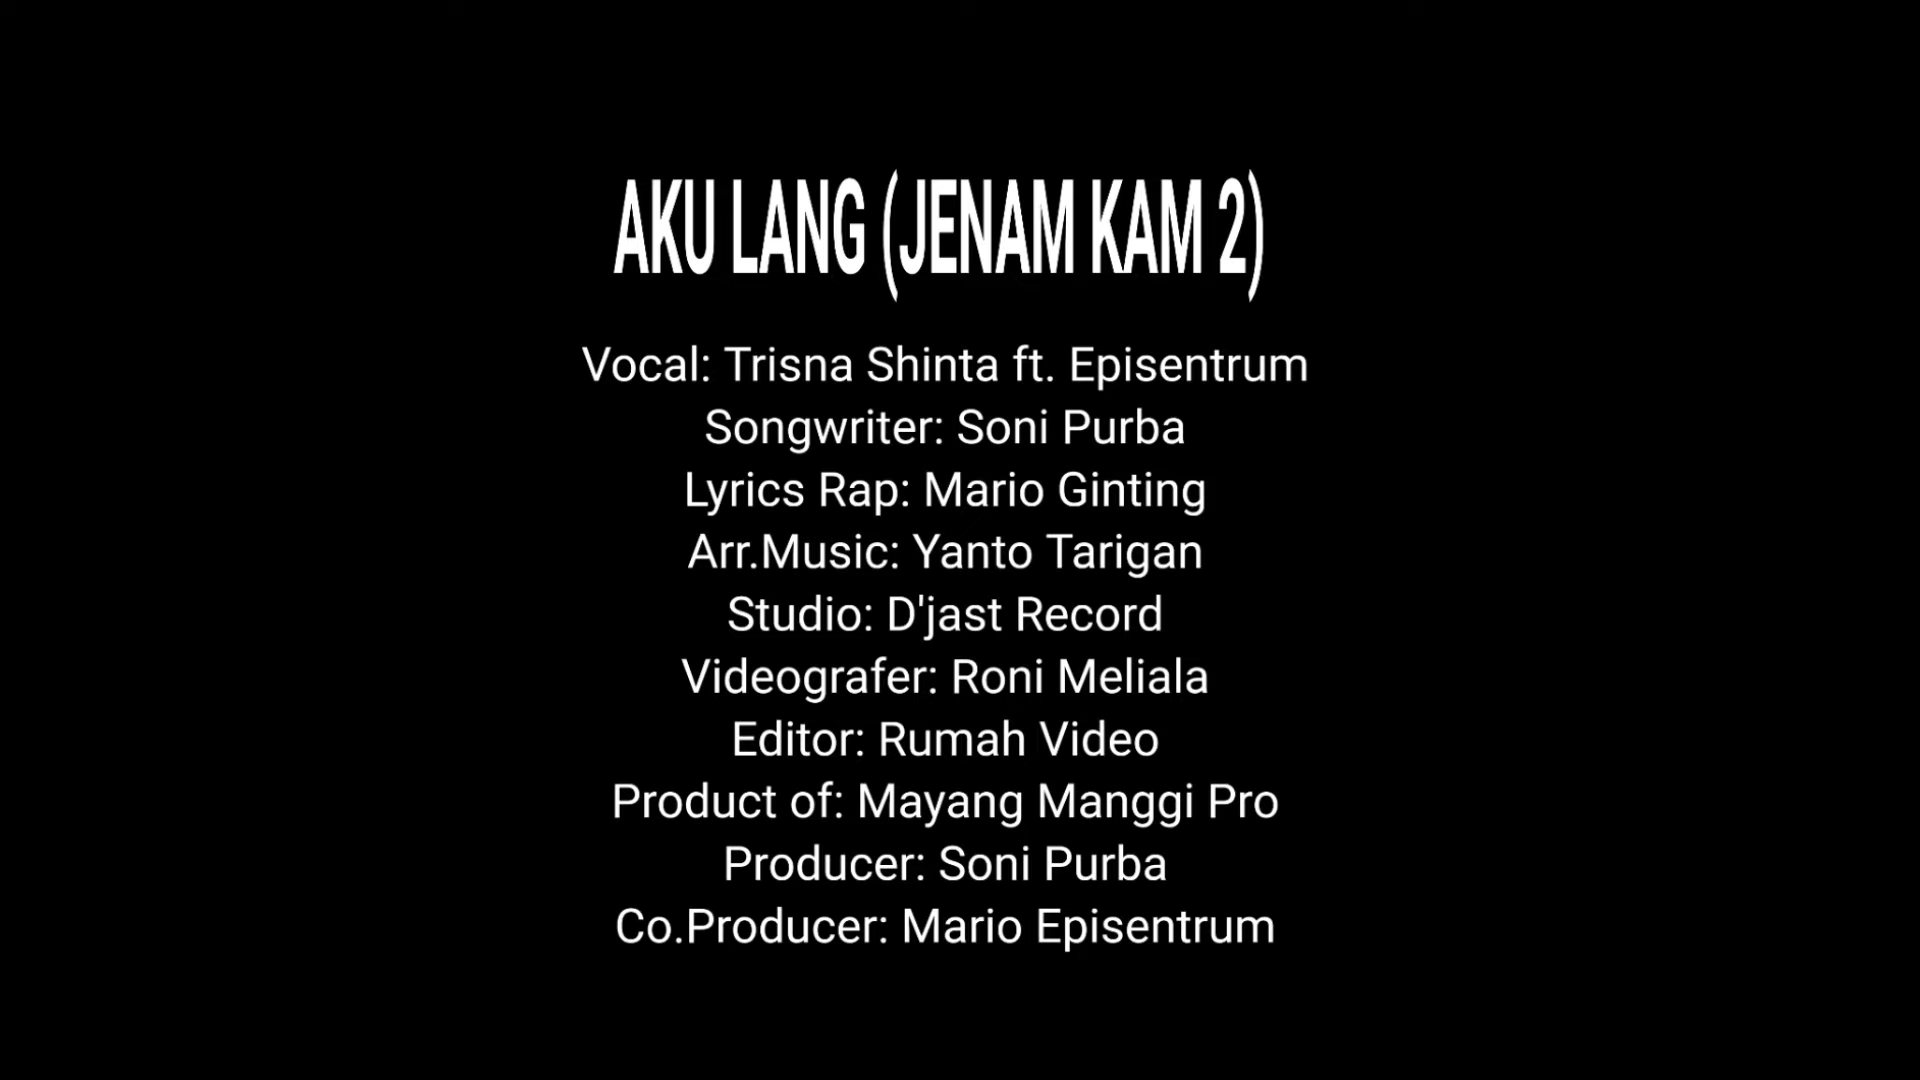 AKU LANG (JENAM KAM 2)
Vocal: Trisna Shinta ft. Episentrum
Songwriter: Soni Purba
Lyrics Rap: Mario Ginting
Arr.Music: Yanto Tarigan
Studio: D'jast Record
Videografer: Roni Meliala
Editor: Rumah Video
Product of: Mayang Manggi Pro
Producer: Soni Purba
Co.Producer: Mario Episentrum